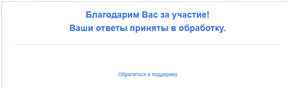 Благодарим Вас за участие!
Ваши ответы приняты в обработку.
Обратиться в поддержку